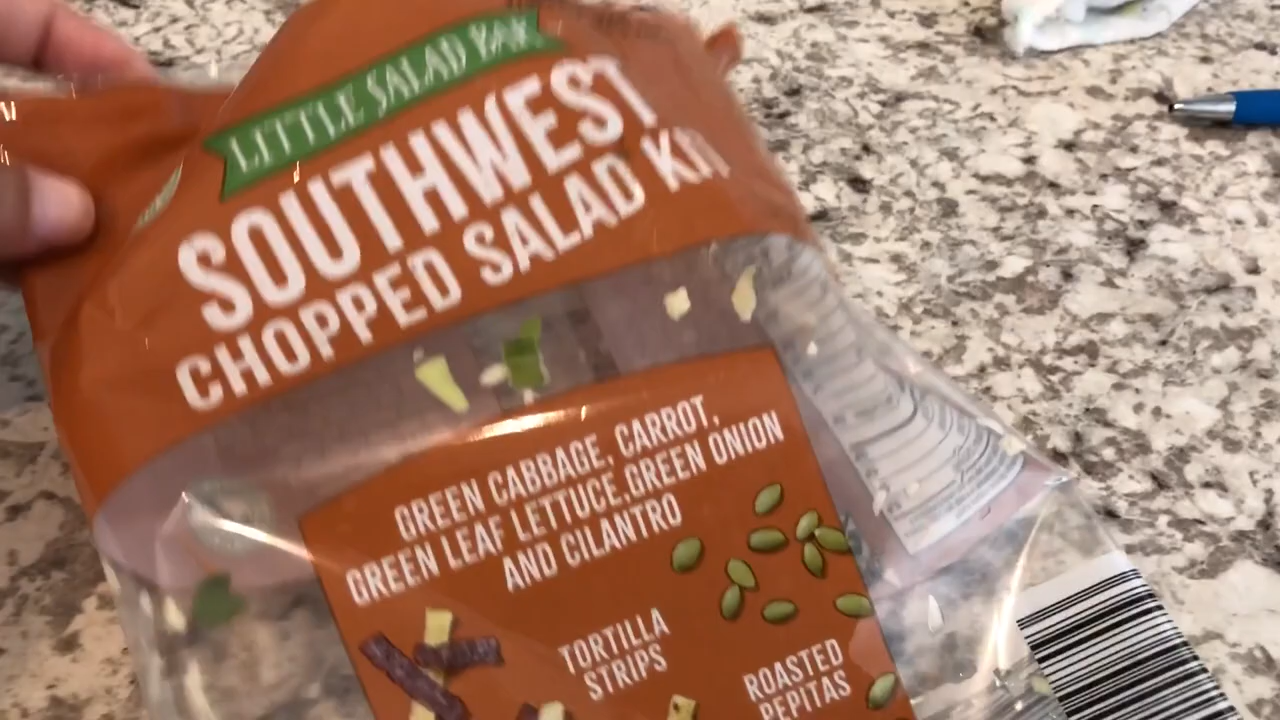 LITTLE SALAD BAR
SOUTHWEST
CHOPPED SALAD KIT
GREEN CABBAGE, CARROT,
GREEN LEAF LETTUCE, GREEN ONION
AND CILANTRO
TORTILLA
STRIPS
ROASTED
PEPITAS